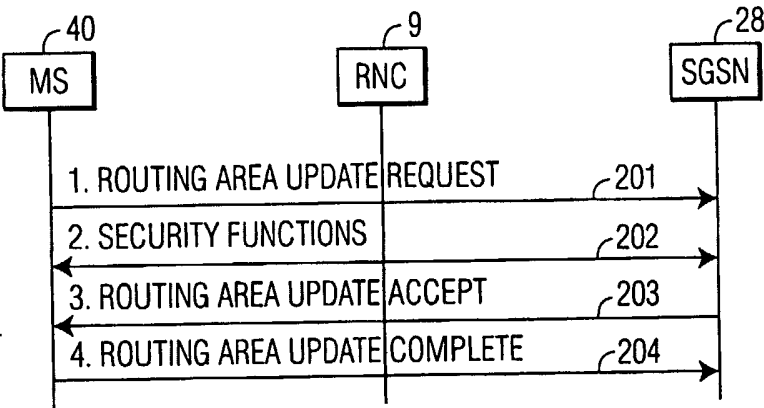 40
9
28
MS
RNC
SGSN
1. ROUTING AREA UPDATE REQUEST
201
2. SECURITY FUNCTIONS
202
3. ROUTING AREA UPDATE ACCEPT
203
4. ROUTING AREA UPDATE COMPLETE
204